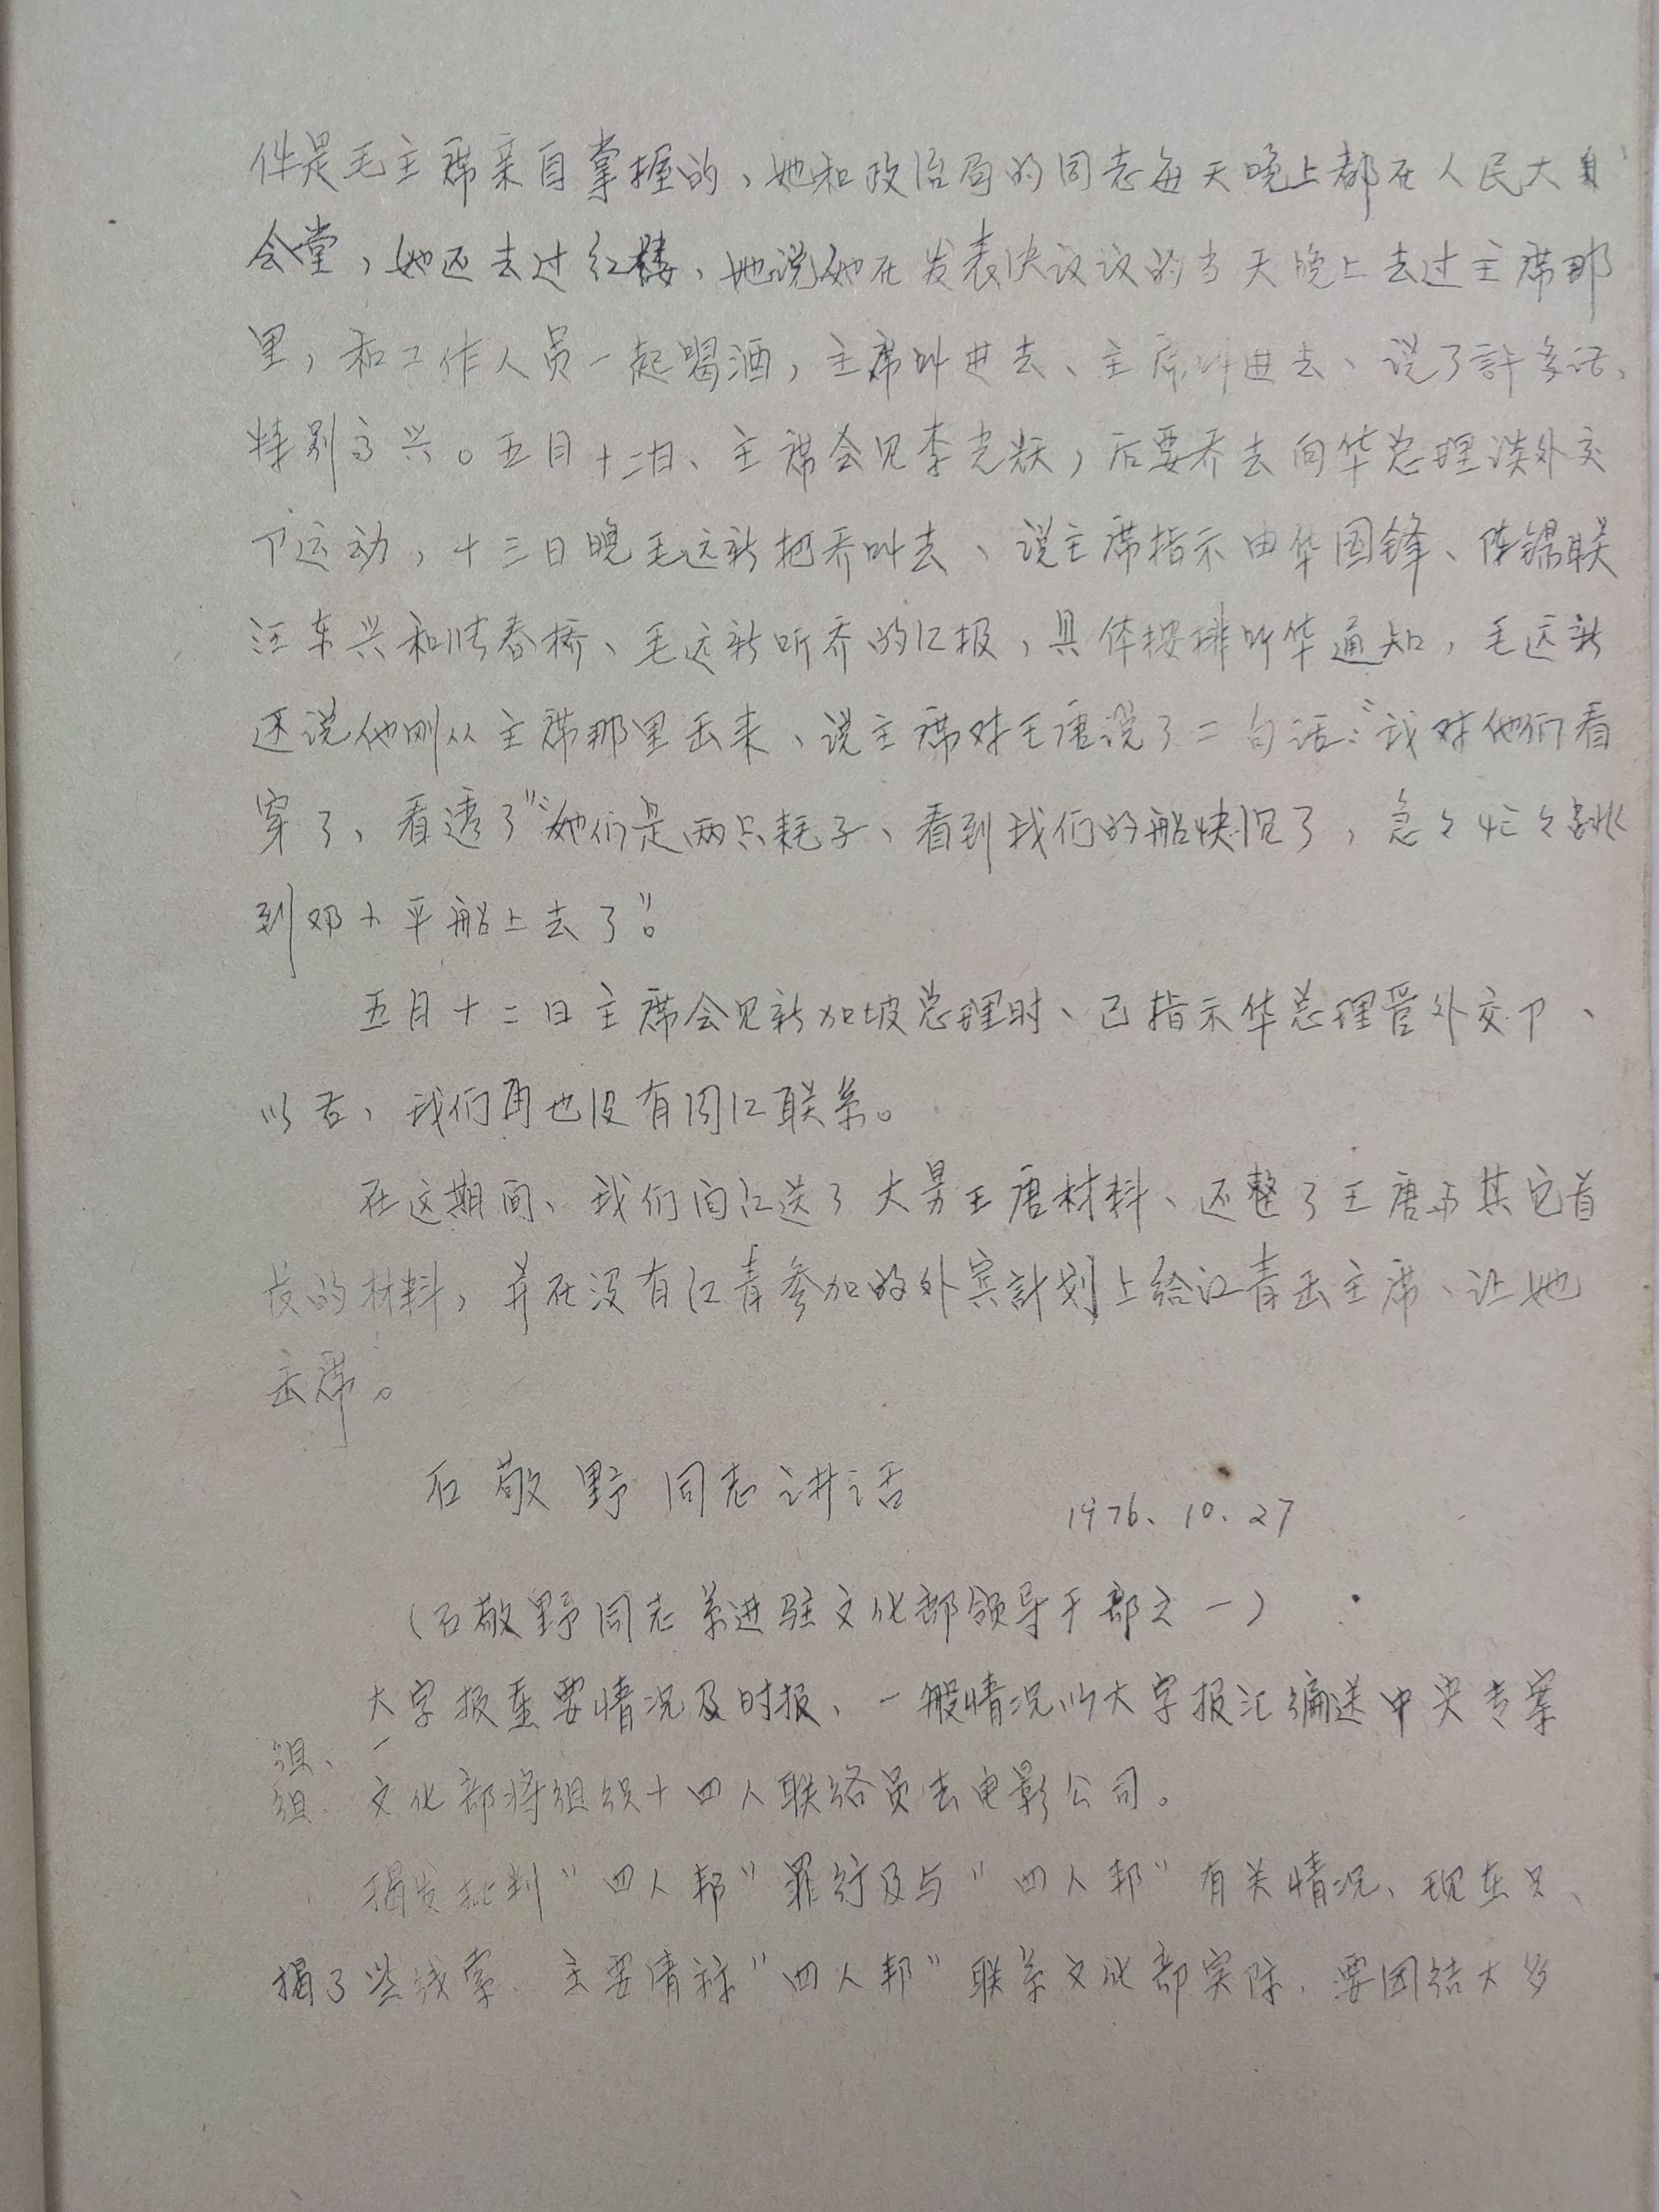 件是毛主席亲自掌握的、她和政治局的同志每天晚上都在人民大
会堂，她还去过红楼、她说她在发表决议议的当天晚上去过主席那
里，和工作人员一起喝酒，主席叫进去、主席叫进去、说了許多话、
特别高兴。五月十二日、主席会见李光耀，后要乔去向华总理谈外交
卩运动，十三日晚毛远新把乔叫去、说主席指示由华国锋、陈锡联
汪东兴和张春桥、毛远新听乔的汇报，具体按排听华通知，毛远新
还说他刚从主席那里出来、说主席对王唐说了二句话：“我对他们看
穿了，看透了”“她们是两只耗子、看到我们的船快沉了，急々忙々跳
到邓小平船上去了”。
五月十二日主席会见新加坡总理时、已指示华总理管外交卩、
以后，我们再也没有同江联系。
在这期间、我们向江送了大男王唐材料、还整了王唐与其它首
长的材料，并在没有江青参加的外宾計划上给江青出主席、让她
出席。
石敬野同志讲话 1976、10、27
（石敬野同志系进驻文化部领导干部之一）
大字报重要情况及时报、一般情况以大字报汇编送中央专案
组、
组、文化部将组织十四人联络员去电影公司。
揭发批判“四人邦”罪行及与“四人邦”有关情况、现在只、
揭了些线索、主要清称“四人邦”联系文化部实际、要团结大多